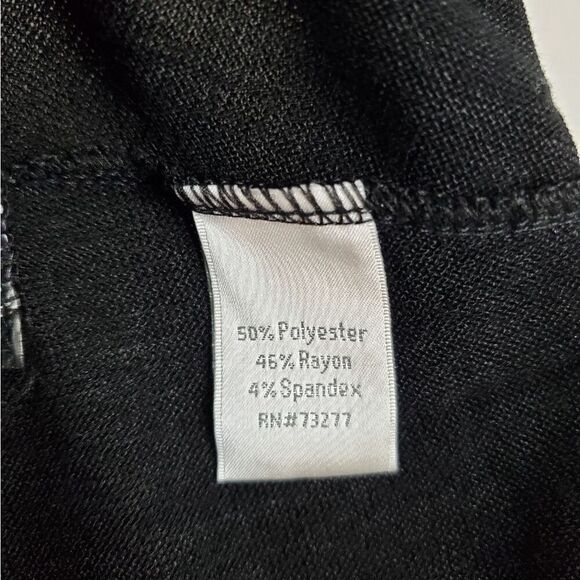 50% Polyester
46% Rayon
4% Spandex
RN#73277